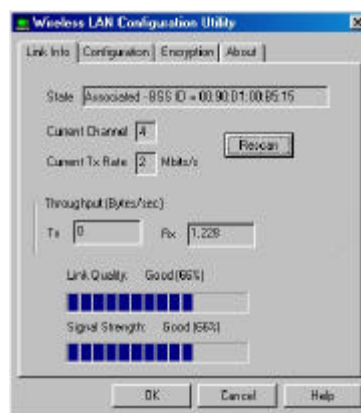 Wireless LAN Configuration Utility
Link Info Configuration Encryption About
State Associated - BSS ID = 00:90:D1:00:B5:15
Current Channel 4
Rescan
Current Tx Rate 2 Mbits/s
Throughput (Bytes/sec)
Tx 0 Rx 1,228
Link Quality: Good (66%)
Signal Strength: Good (66%)
OK Cancel Help